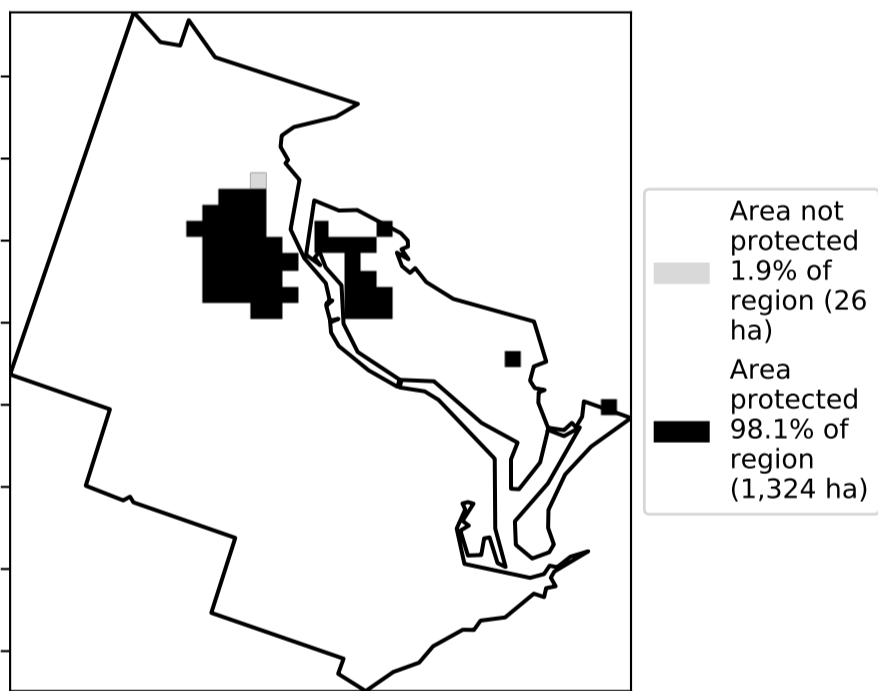 Area not
protected
1.9% of
region (26
ha)
Area
protected
98.1% of
region
(1,324 ha)